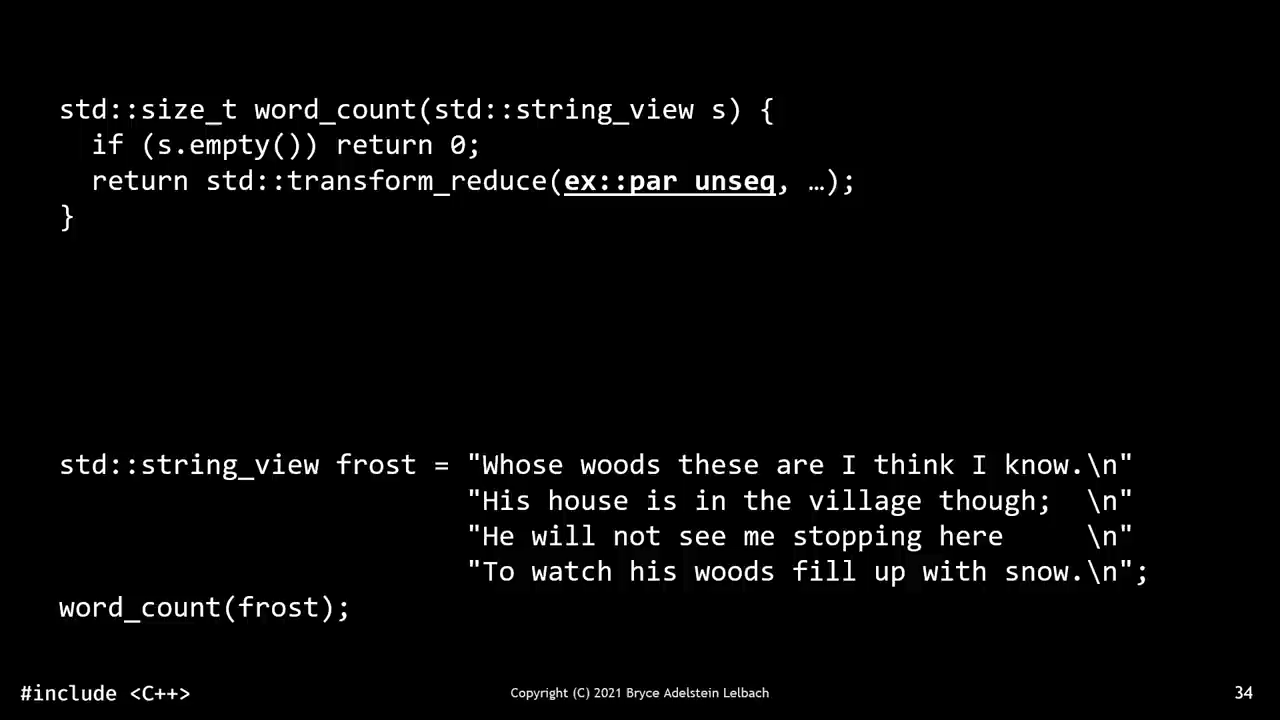 std::size_t word_count(std::string_view s) {
  if (s.empty()) return 0;
  return std::transform_reduce(ex::par_unseq, …);
}
std::string_view frost = "Whose woods these are I think I know.\n"
                         "His house is in the village though;  \n"
                         "He will not see me stopping here     \n"
                         "To watch his woods fill up with snow.\n";
word_count(frost);
#include <C++>
Copyright (C) 2021 Bryce Adelstein Lelbach
34